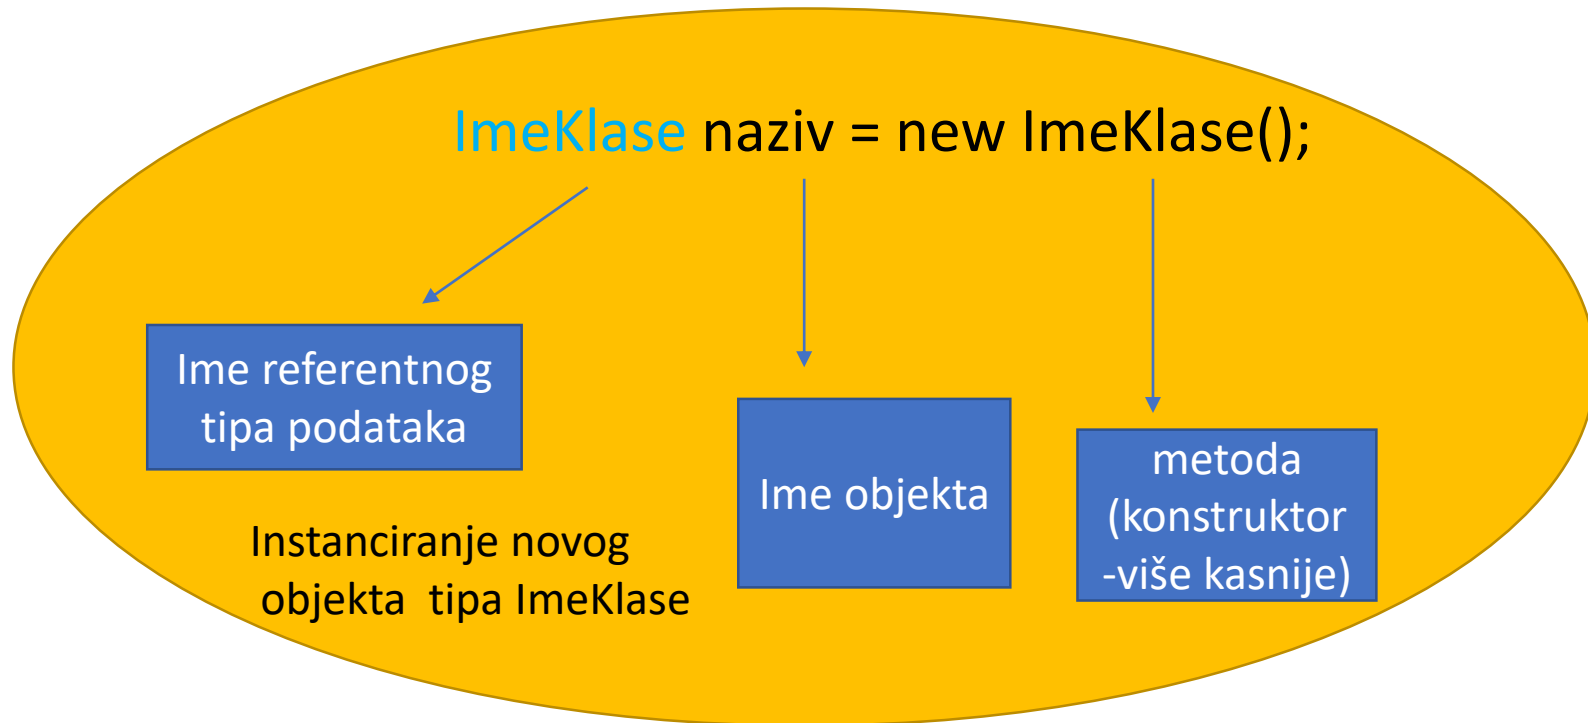 ImeKlase naziv = new ImeKlase();
Ime referentnog
tipa podataka
Ime objekta
metoda
(konstruktor
-više kasnije)
Instanciranje novog
objekta tipa ImeKlase